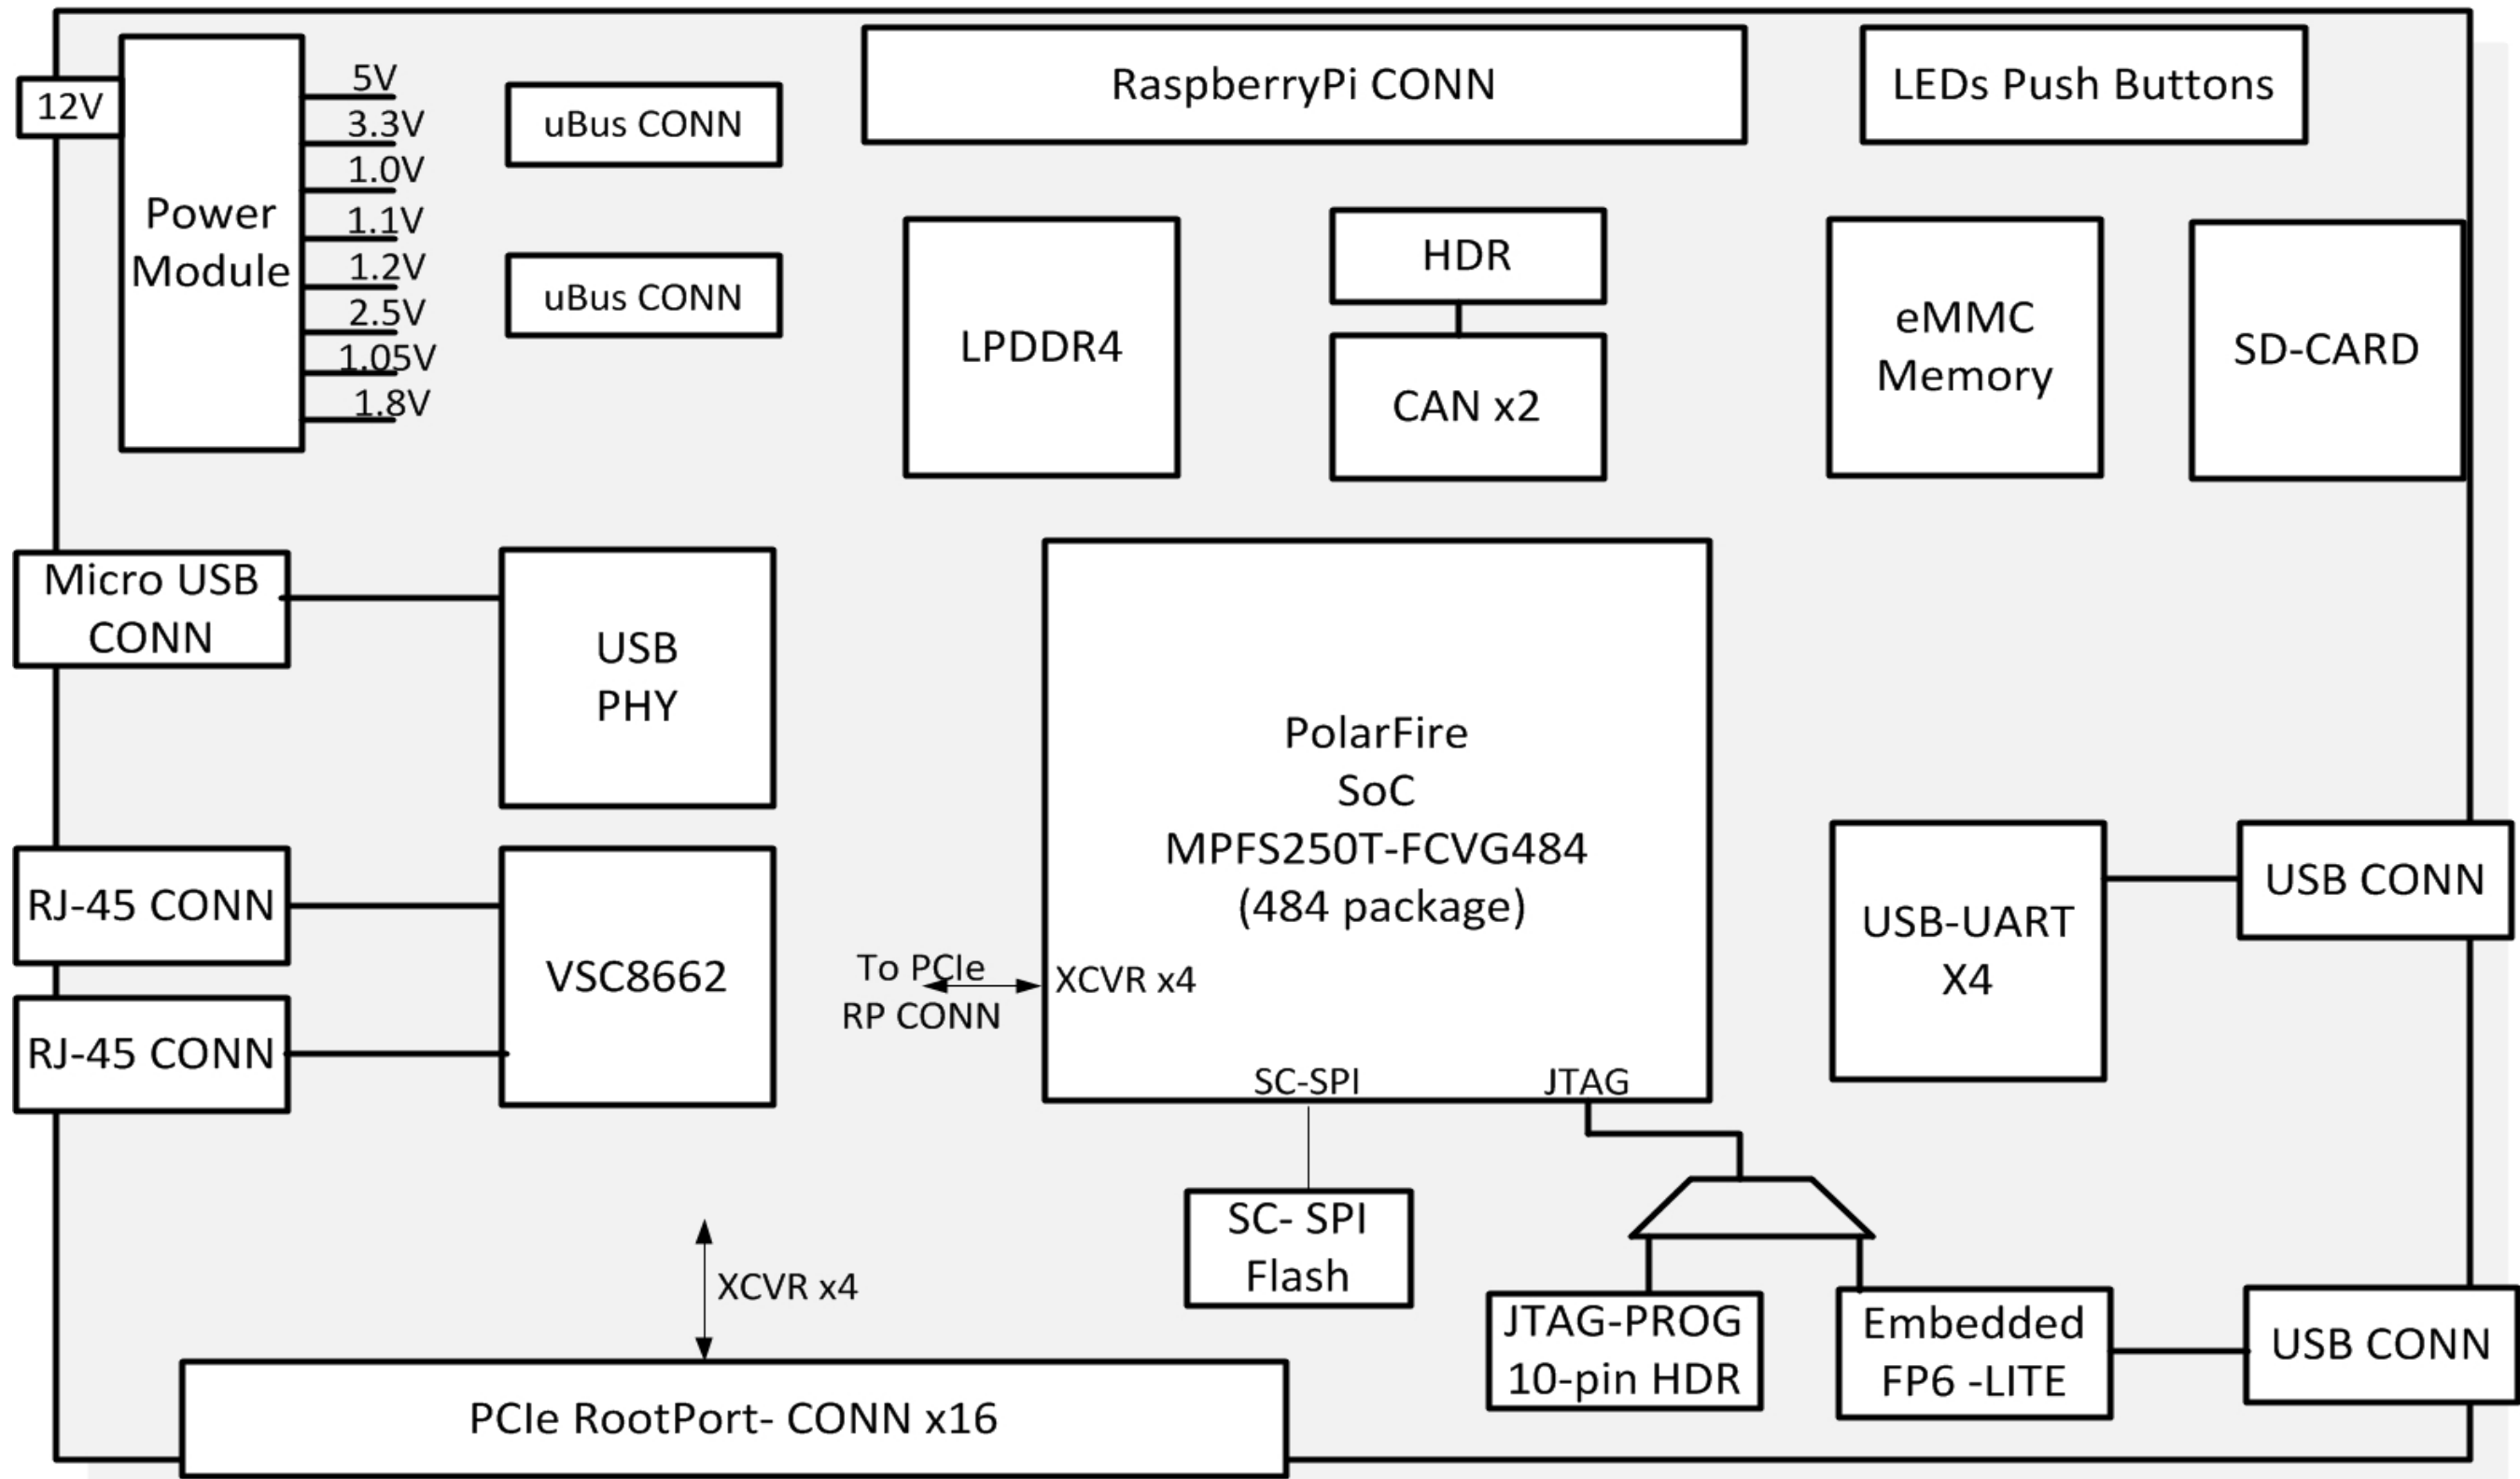 12V
Power
Module
5V
3.3V
1.0V
1.1V
1.2V
2.5V
1.05V
1.8V
uBus CONN
uBus CONN
RaspberryPi CONN
LEDs Push Buttons
LPDDR4
HDR
CAN x2
eMMC
Memory
SD-CARD
Micro USB
CONN
USB
PHY
RJ-45 CONN
RJ-45 CONN
VSC8662
PolarFire
SoC
MPFS250T-FCVG484
(484 package)
To PCIe
RP CONN
XCVR x4
SC-SPI
JTAG
USB-UART
X4
USB CONN
SC- SPI
Flash
JTAG-PROG
10-pin HDR
Embedded
FP6 -LITE
USB CONN
XCVR x4
PCIe RootPort- CONN x16